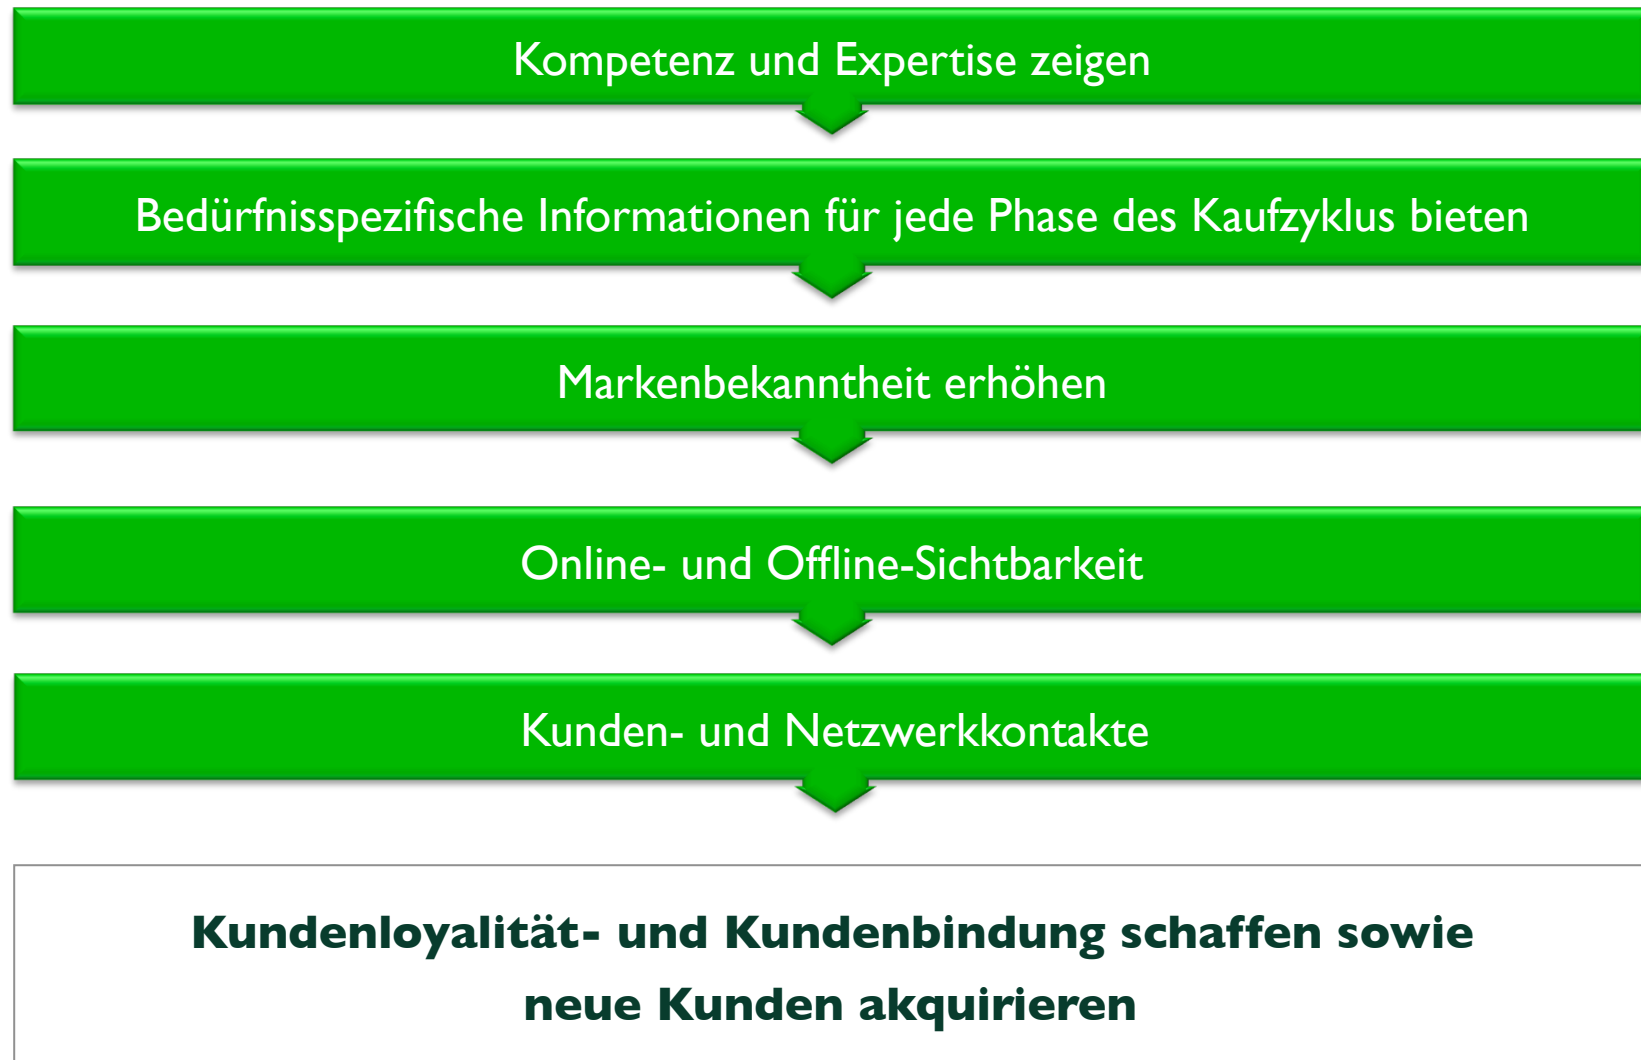 Kompetenz und Expertise zeigen
Bedürfnisspezifische Informationen für jede Phase des Kaufzyklus bieten
Markenbekanntheit erhöhen
Online- und Offline-Sichtbarkeit
Kunden- und Netzwerkkontakte
Kundenloyalität- und Kundenbindung schaffen sowie
neue Kunden akquirieren